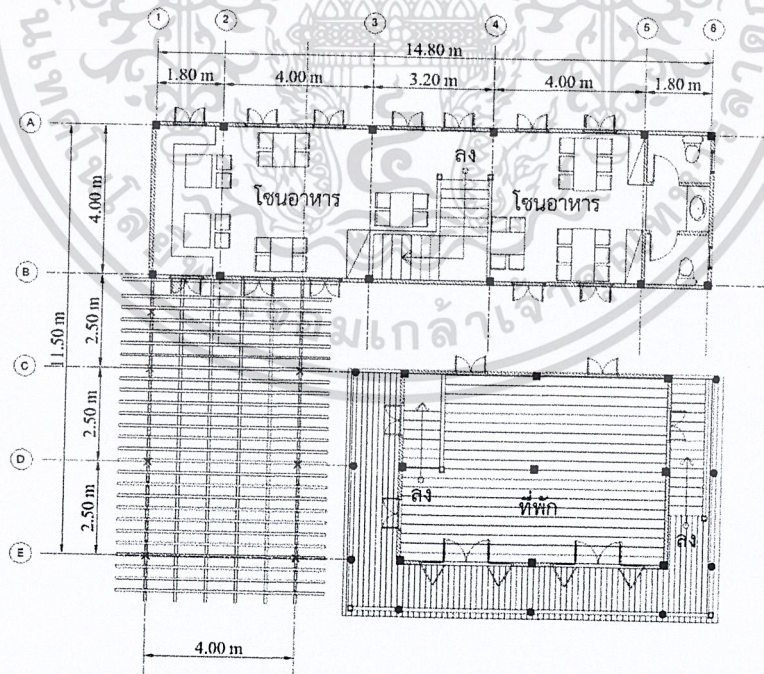 1 2 3 4 5 6
14.80 m
1.80 m 4.00 m 3.20 m 4.00 m 1.80 m
A
ลง
โซนอาหาร โซนอาหาร
4.00 m
B
2.50 m
11.50 m
C
2.50 m
D
ลง ที่พัก ลง
2.50 m
E
4.00 m